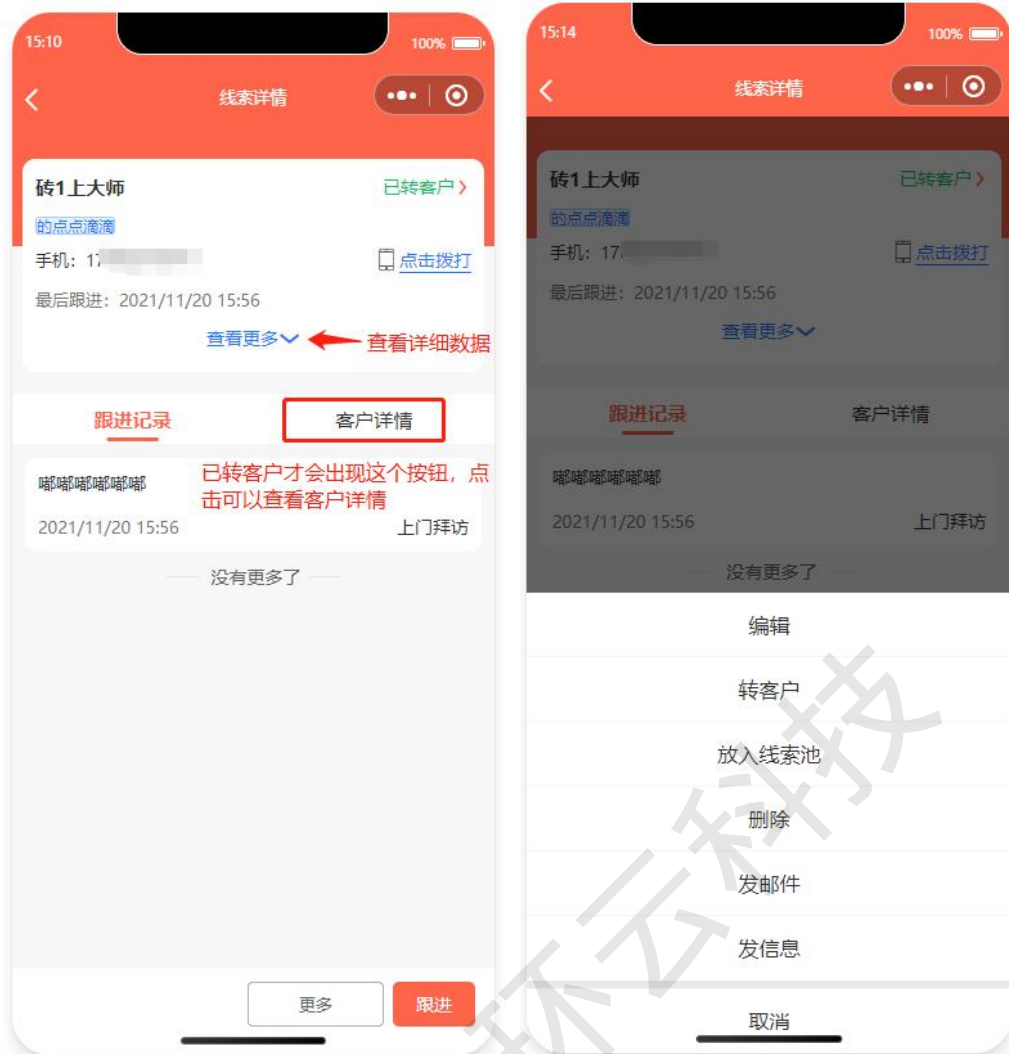 15:10
100%
线索详情
砖1上大师
已转客户
的点点滴滴
手机：17
点击拨打
最后跟进：2021/11/20 15:56
查看更多
查看详细数据
跟进记录
客户详情
嘟嘟嘟嘟嘟嘟
已转客户才会出现这个按钮，点
击可以查看客户详情
2021/11/20 15:56
上门拜访
没有更多了
更多
跟进
15:14
100%
线索详情
砖1上大师
已转客户
的点点滴滴
手机：17
点击拨打
最后跟进：2021/11/20 15:56
查看更多
跟进记录
客户详情
嘟嘟嘟嘟嘟嘟
2021/11/20 15:56
上门拜访
没有更多了
编辑
转客户
放入线索池
删除
发邮件
发信息
取消
环云科技